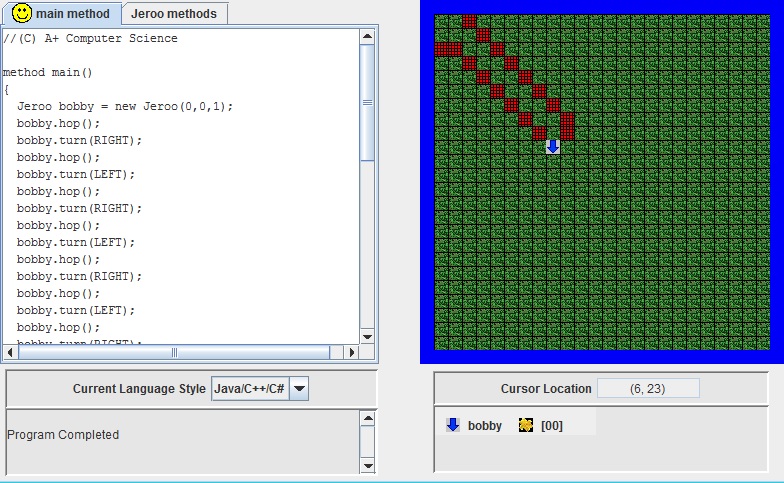 main method Jeroo methods
//(C) A+ Computer Science
method main()
{
Jeroo bobby = new Jeroo(0,0,1);
bobby.hop();
bobby.turn(RIGHT);
bobby.hop();
bobby.turn(LEFT);
bobby.hop();
bobby.turn(RIGHT);
bobby.hop();
bobby.turn(LEFT);
bobby.hop();
bobby.turn(RIGHT);
bobby.hop();
bobby.turn(LEFT);
bobby.hop();
bobby.turn(RIGHT);
Current Language Style Java/C++/C#
Program Completed
Cursor Location (6, 23)
bobby [00]